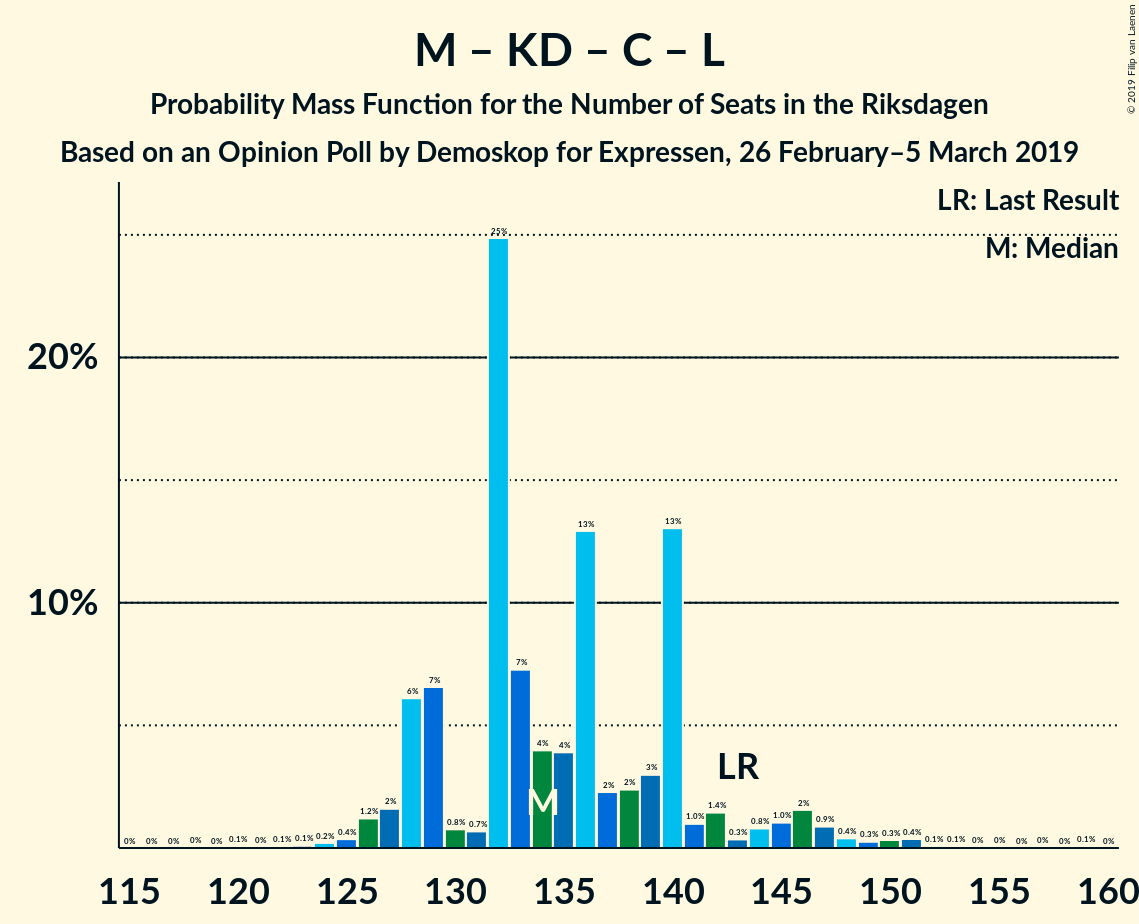 M – KD – C – L
Probability Mass Function for the Number of Seats in the Riksdagen
Based on an Opinion Poll by Demoskop for Expressen, 26 February–5 March 2019
© 2019 Filip van Laenen
LR: Last Result
M: Median
20%
10%
0% 0% 0% 0% 0% 0.1% 0% 0.1% 0.1% 0.2% 0.4% 1.2% 2% 6% 7% 0.8% 0.7% 25% 7% 4% 4% 13% 2% 2% 3% 13% 1.0% 1.4% 0.3% 0.8% 1.0% 2% 0.9% 0.4% 0.3% 0.3% 0.4% 0.1% 0.1% 0% 0% 0% 0% 0% 0.1% 0%
LR
M
115 120 125 130 135 140 145 150 155 160